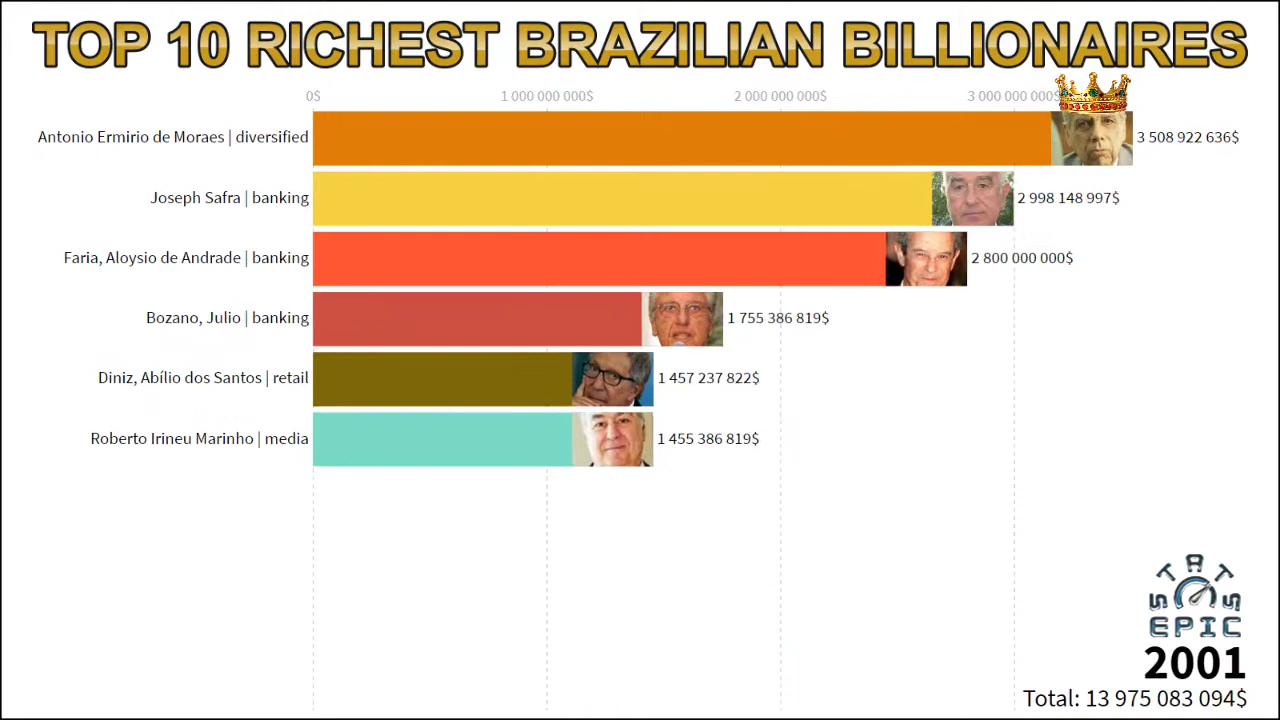 TOP 10 RICHEST BRAZILIAN BILLIONAIRES
0$ 1 000 000 000$ 2 000 000 000$ 3 000 000 000$
Antonio Ermirio de Moraes | diversified 3 508 922 636$
Joseph Safra | banking 2 998 148 997$
Faria, Aloysio de Andrade | banking 2 800 000 000$
Bozano, Julio | banking 1 755 386 819$
Diniz, Abílio dos Santos | retail 1 457 237 822$
Roberto Irineu Marinho | media 1 455 386 819$
STATS
EPIC
2001
Total: 13 975 083 094$